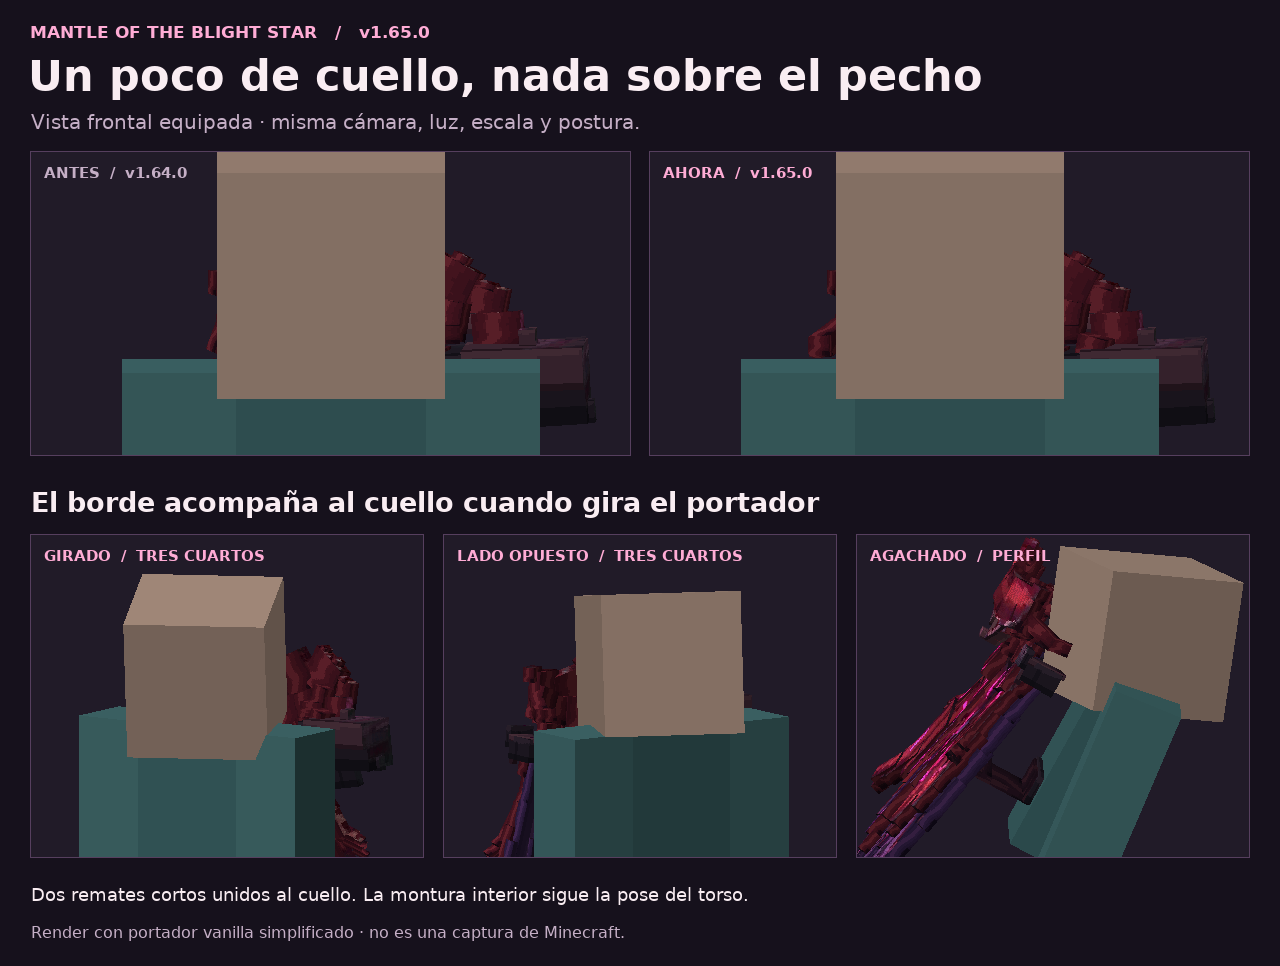 MANTLE OF THE BLIGHT STAR / v1.65.0
Un poco de cuello, nada sobre el pecho
Vista frontal equipada · misma cámara, luz, escala y postura.
ANTES / v1.64.0
AHORA / v1.65.0
El borde acompaña al cuello cuando gira el portador
GIRADO / TRES CUARTOS
LADO OPUESTO / TRES CUARTOS
AGACHADO / PERFIL
Dos remates cortos unidos al cuello. La montura interior sigue la pose del torso.
Render con portador vanilla simplificado · no es una captura de Minecraft.